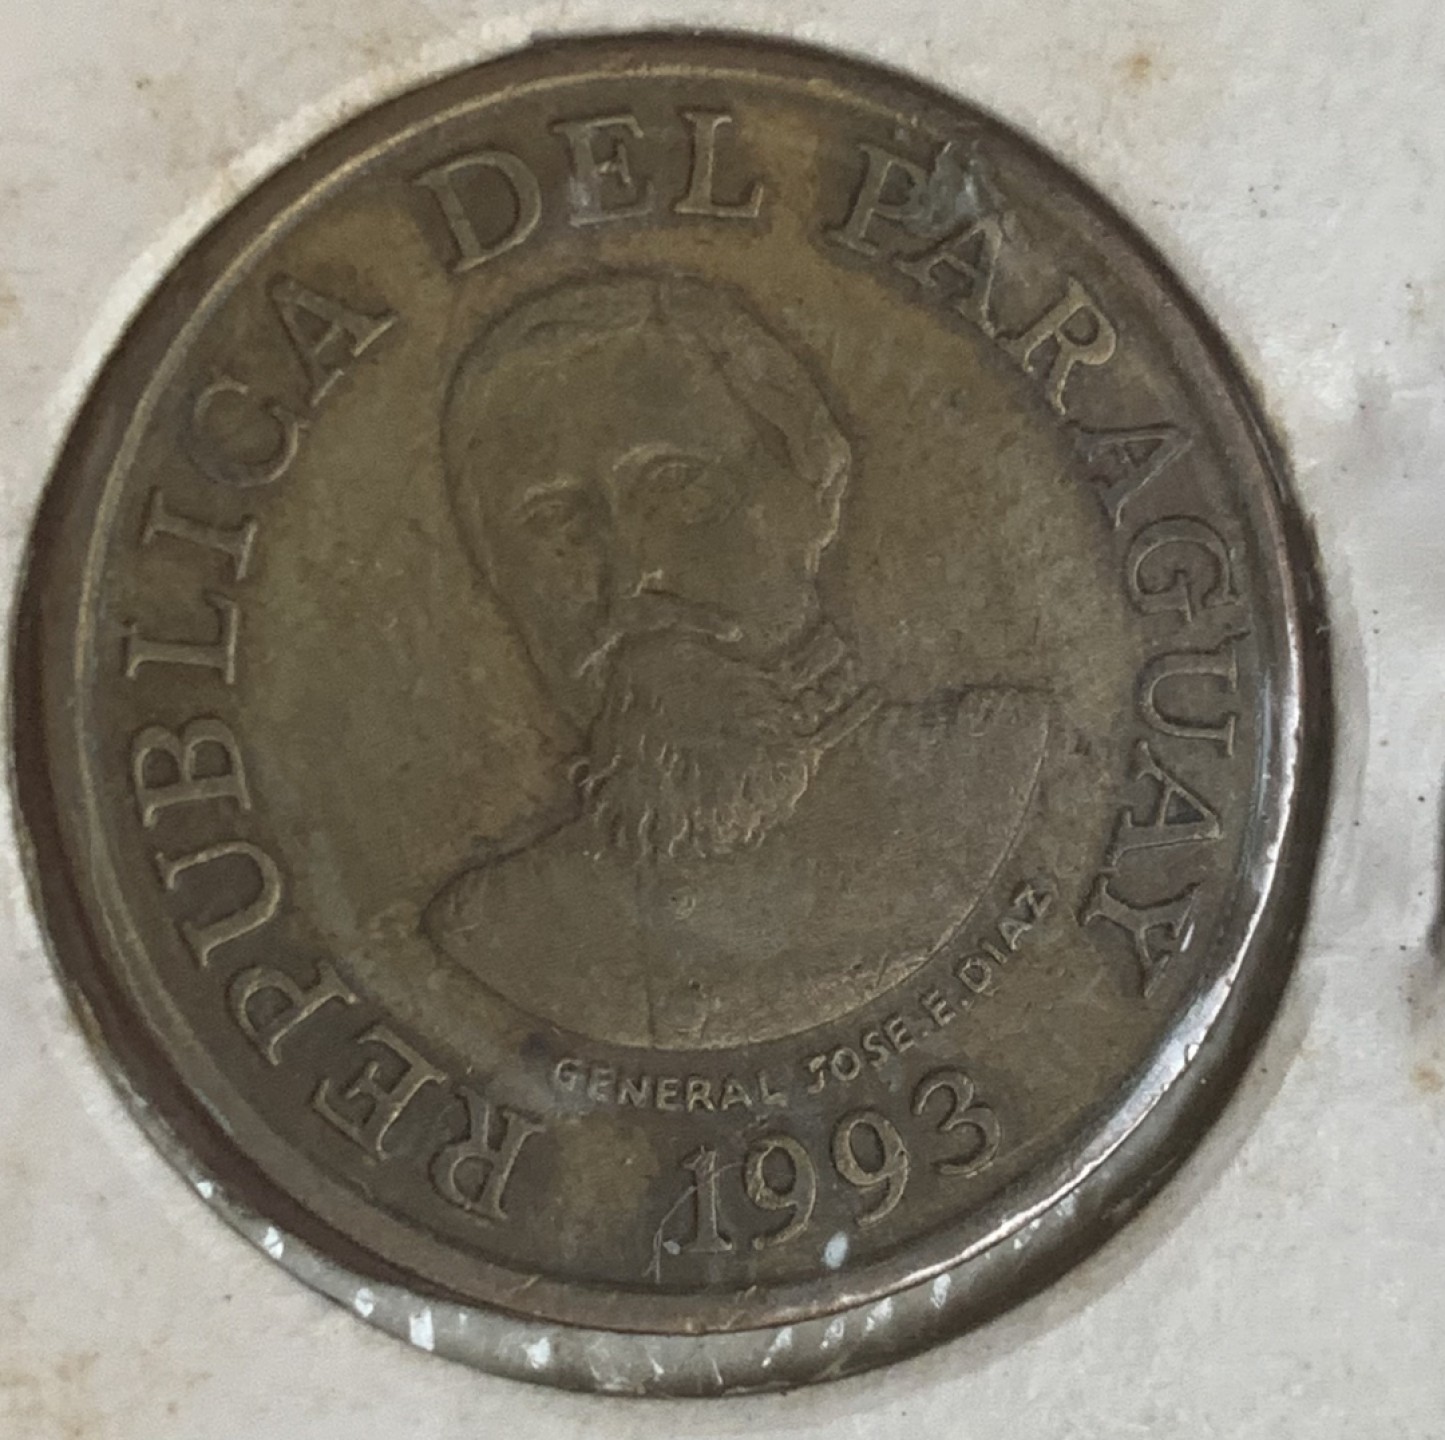 REPUBLICA DEL PARAGUAY
GENERAL JOSE.E.DIAZ
1993